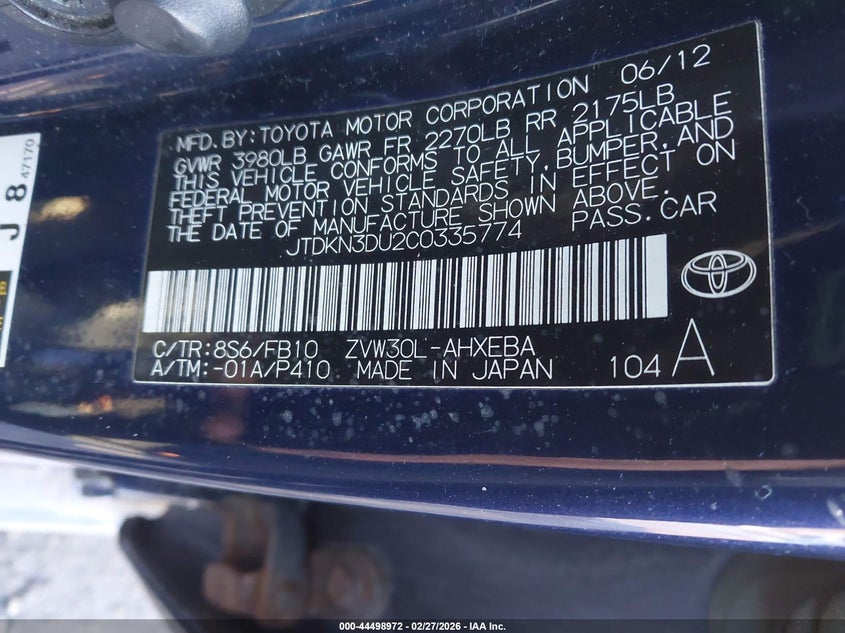 MFD.BY:TOYOTA MOTOR CORPORATION 06/12
GVWR 3980LB GAWR FR 2270LB RR 2175LB
THIS VEHICLE CONFORMS TO ALL APPLICABLE
FEDERAL MOTOR VEHICLE SAFETY,BUMPER,AND
THEFT PREVENTION STANDARDS IN EFFECT ON
THE DATE OF MANUFACTURE SHOWN ABOVE.
JTDKN3DU2C0335774 PASS.CAR
C/TR:8S6/FB10 ZVW30L-AHXEBA
A/TM:-01A/P410 MADE IN JAPAN 104 A
J 8
47170
000-44498972 / 02/27/2026 - IAA Inc.